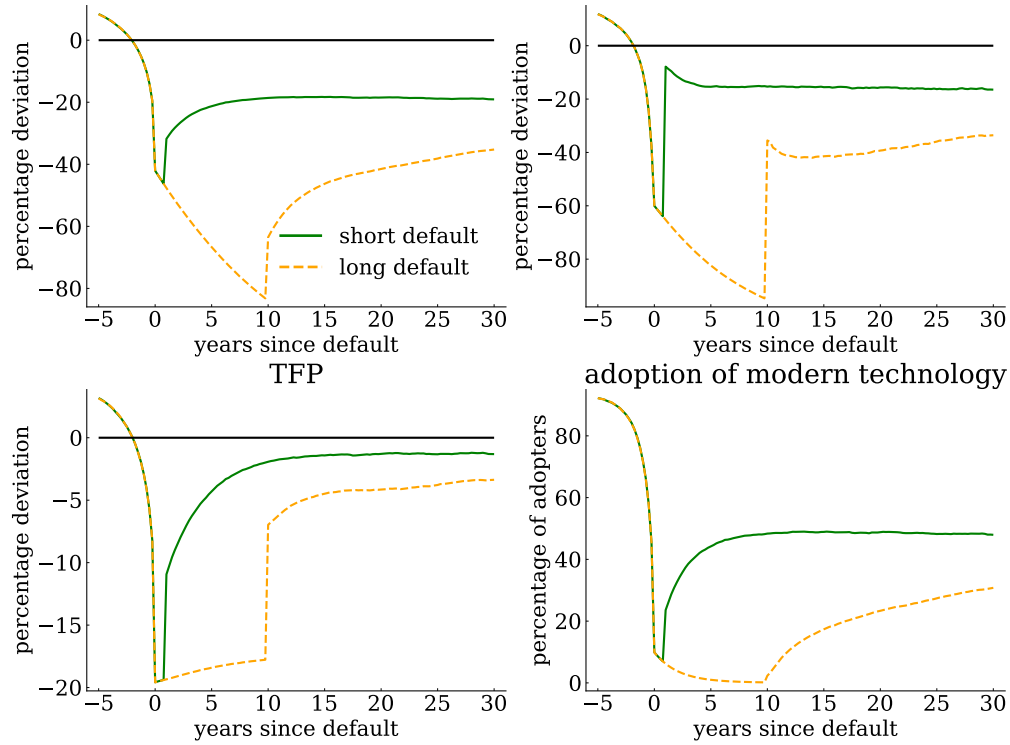 percentage deviation
0
−20
−40
−60
−80
short default
long default
−5 0 5 10 15 20 25 30
years since default
percentage deviation
0
−20
−40
−60
−80
−5 0 5 10 15 20 25 30
years since default
TFP
percentage deviation
0
−5
−10
−15
−20
−5 0 5 10 15 20 25 30
years since default
adoption of modern technology
percentage of adopters
80
60
40
20
0
−5 0 5 10 15 20 25 30
years since default